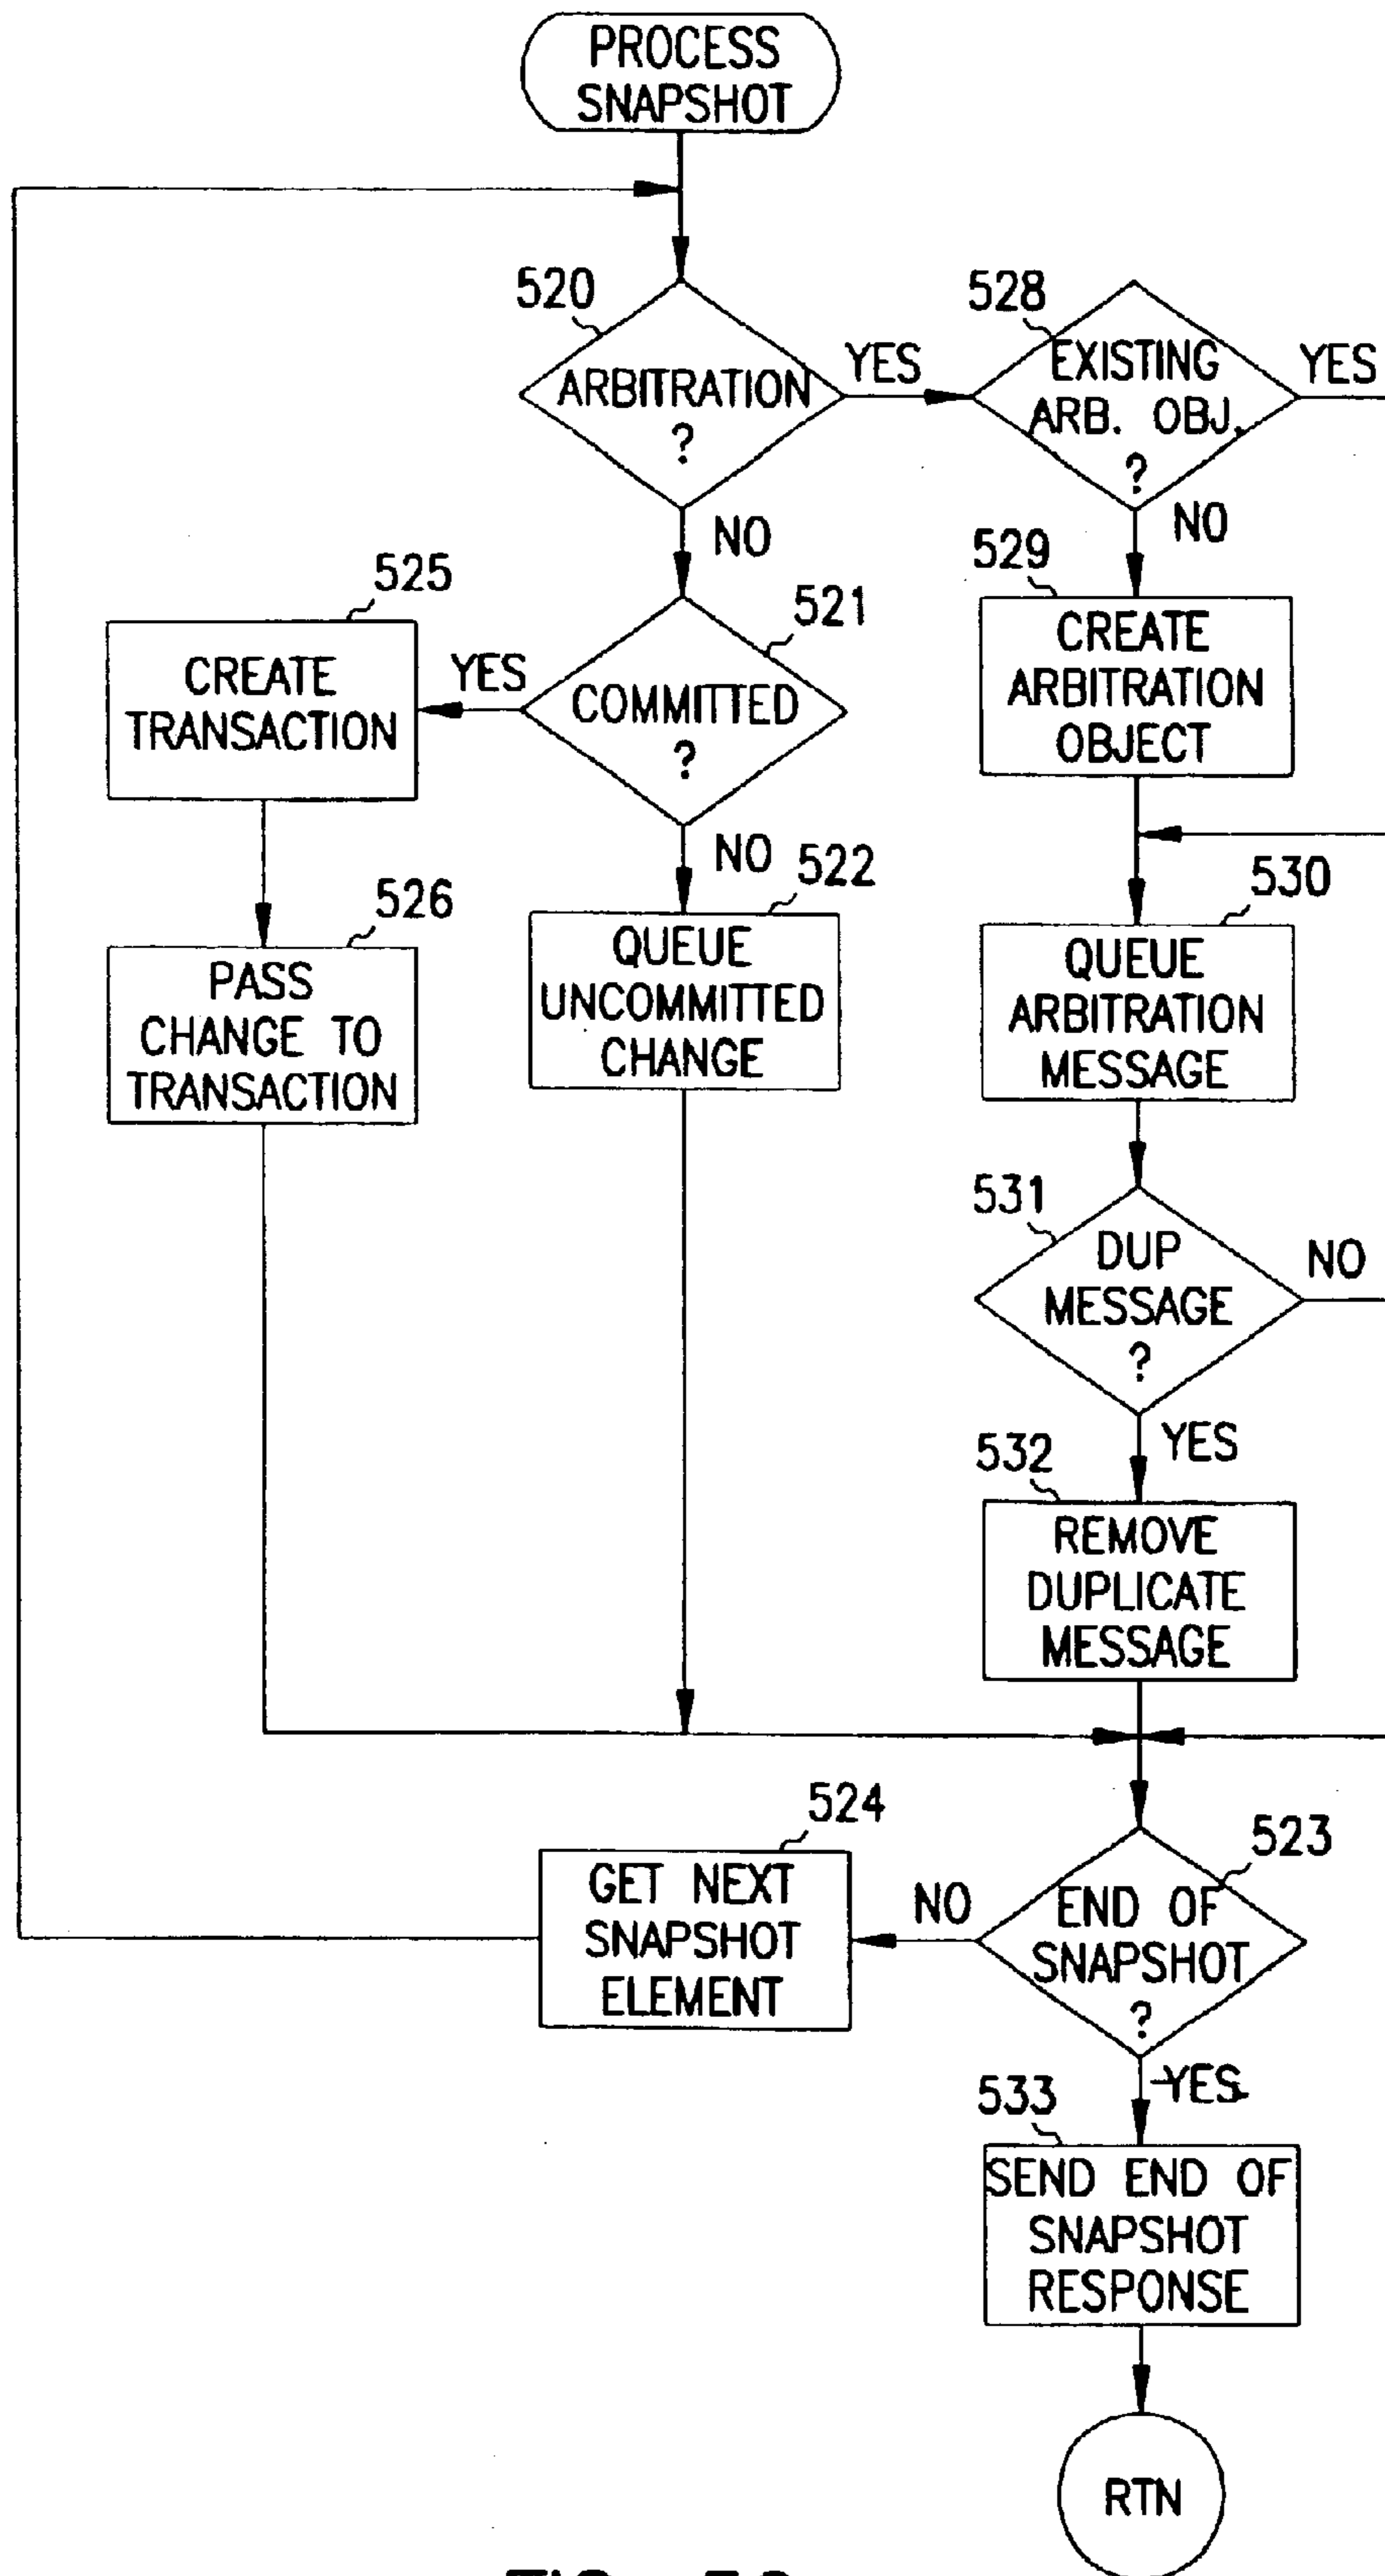 PROCESS
SNAPSHOT
520
ARBITRATION
?
YES
NO
528
EXISTING
ARB. OBJ.
?
YES
NO
529
CREATE
ARBITRATION
OBJECT
521
COMMITTED
?
YES
NO
525
CREATE
TRANSACTION
526
PASS
CHANGE TO
TRANSACTION
522
QUEUE
UNCOMMITTED
CHANGE
530
QUEUE
ARBITRATION
MESSAGE
531
DUP
MESSAGE
?
NO
YES
532
REMOVE
DUPLICATE
MESSAGE
523
END OF
SNAPSHOT
?
NO
YES
524
GET NEXT
SNAPSHOT
ELEMENT
533
SEND END OF
SNAPSHOT
RESPONSE
RTN